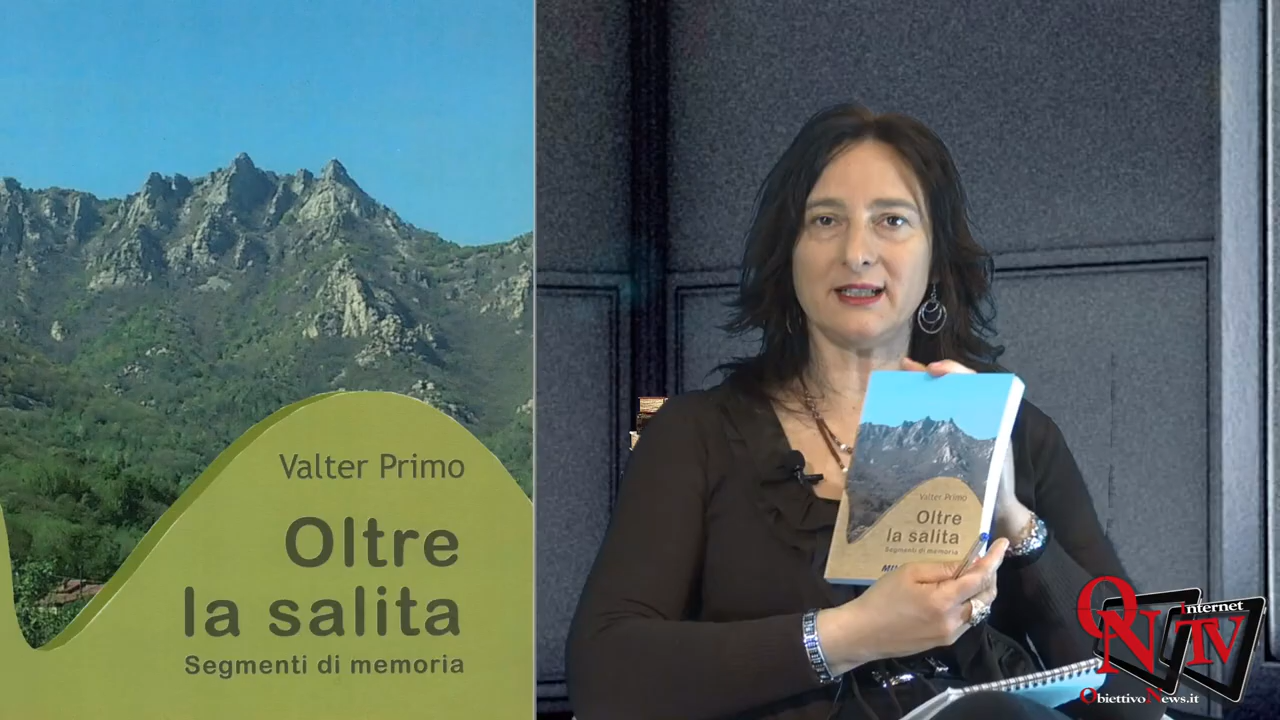 Valter Primo
Oltre
la salita
Segmenti di memoria
Valter Primo
Oltre
la salita
Segmenti di memoria
ON
Internet
TV
ObiettivoNews.it